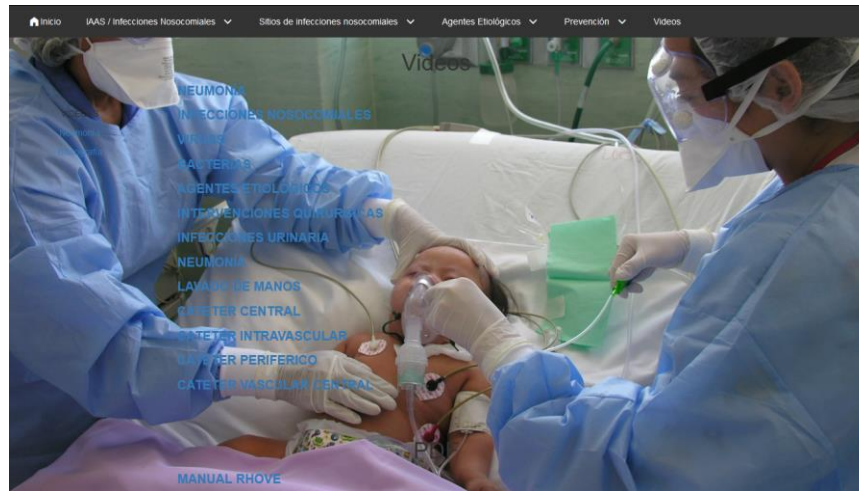 Inicio IAAS / Infecciones Nosocomiales Sitios de infecciones nosocomiales Agentes Etiológicos Prevención Videos
Videos
NEUMONIA
INFECCIONES NOSOCOMIALES
VIRUS
BACTERIAS
AGENTES ETIOLOGICOS
INTERVENCIONES QUIRURGICAS
INFECCIONES URINARIA
NEUMONIA
LAVADO DE MANOS
CATETER CENTRAL
CATETER INTRAVASCULAR
CATETER PERIFERICO
CATETER VASCULAR CENTRAL
MANUAL RHOVE